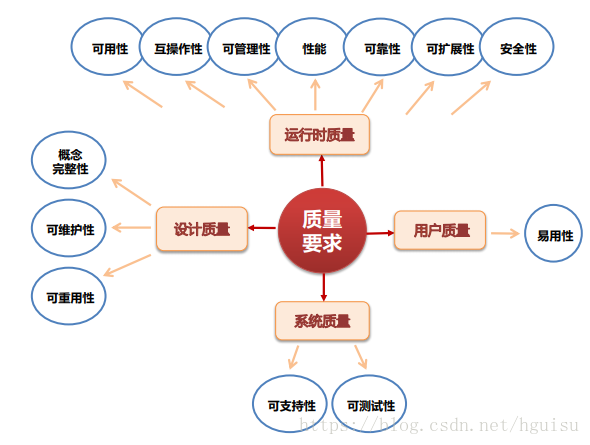 可用性
互操作性
可管理性
性能
可靠性
可扩展性
安全性
运行时质量
概念
完整性
可维护性
可重用性
设计质量
质量
要求
用户质量
易用性
系统质量
可支持性
可测试性
https://blog.csdn.net/hguisu